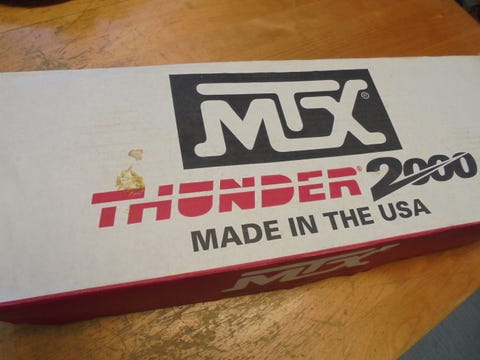 MTX®
THUNDER® 2000
MADE IN THE USA
MTX